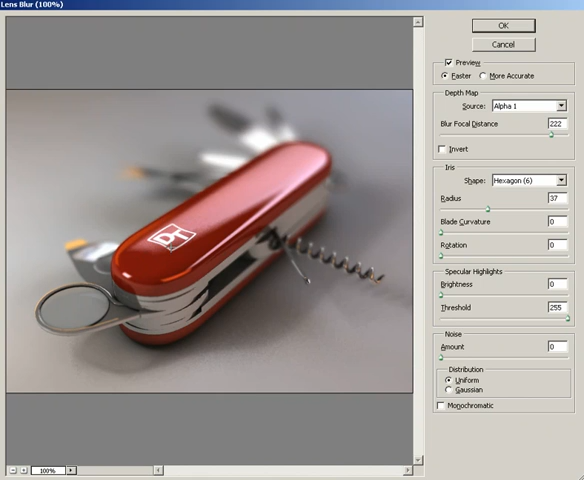 Lens Blur (100%)
OK
Cancel
Preview
Faster
More Accurate
Depth Map
Source: Alpha 1
Blur Focal Distance 222
Invert
Iris
Shape: Hexagon (6)
Radius 37
Blade Curvature 0
Rotation 0
Specular Highlights
Brightness 0
Threshold 255
Noise
Amount 0
Distribution
Uniform
Gaussian
Monochromatic
DT
100%